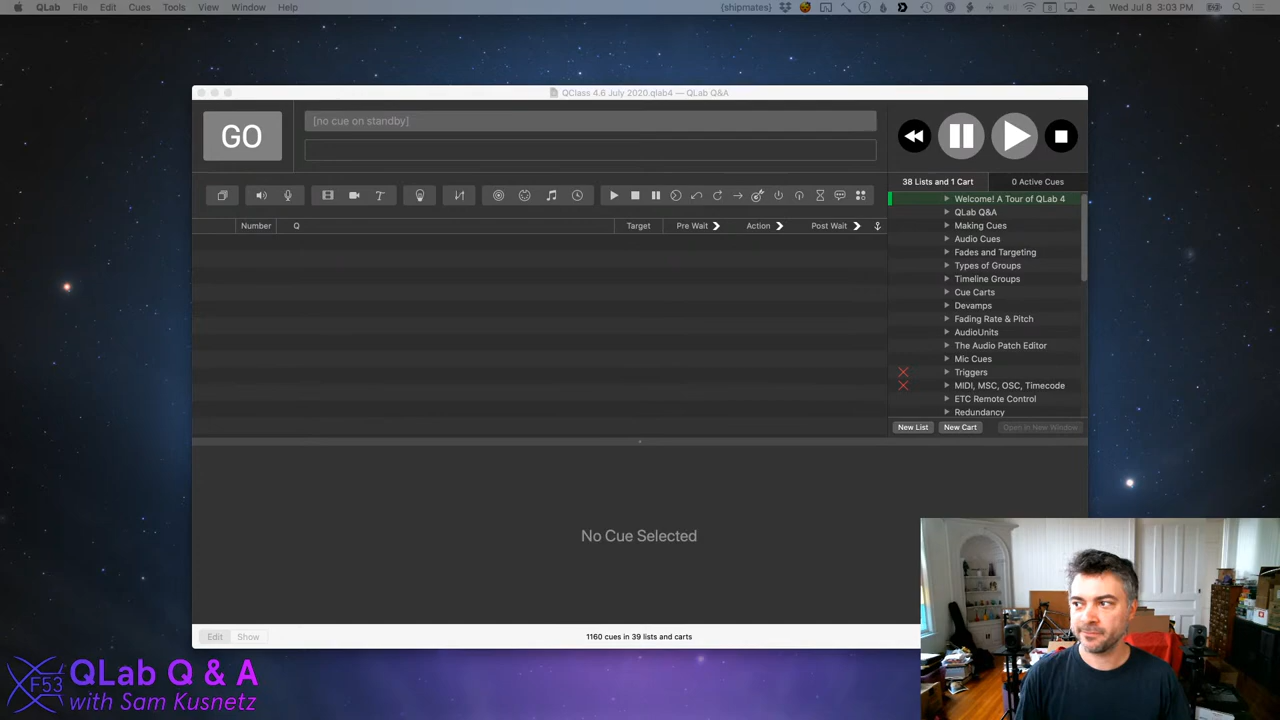 QLab File Edit Cues Tools View Window Help {shipmates} Wed Jul 8 3:03 PM
QClass 4.6 July 2020.qlab4 — QLab Q&A
GO
[no cue on standby]
38 Lists and 1 Cart
0 Active Cues
Number Q Target Pre Wait Action Post Wait
Welcome! A Tour of QLab 4
QLab Q&A
Making Cues
Audio Cues
Fades and Targeting
Types of Groups
Timeline Groups
Cue Carts
Devamps
Fading Rate & Pitch
AudioUnits
The Audio Patch Editor
Mic Cues
Triggers
MIDI, MSC, OSC, Timecode
ETC Remote Control
Redundancy
New List New Cart Open in New Window
No Cue Selected
Edit Show
1160 cues in 39 lists and carts
F53
QLab Q & A
with Sam Kusnetz